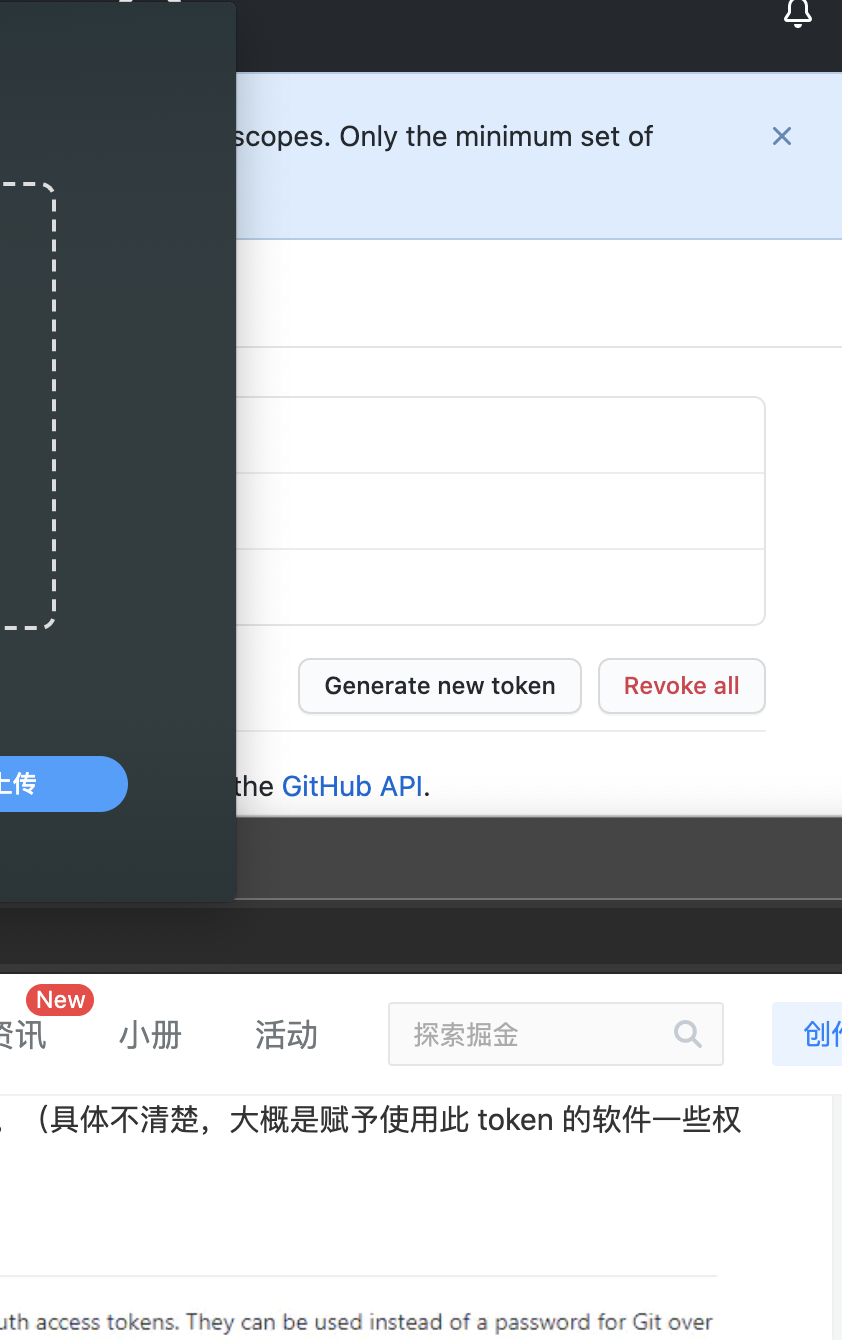 scopes. Only the minimum set of
Generate new token
Revoke all
上传
the GitHub API.
New
资讯
小册
活动
探索掘金
创作
。（具体不清楚，大概是赋予使用此 token 的软件一些权
uth access tokens. They can be used instead of a password for Git over